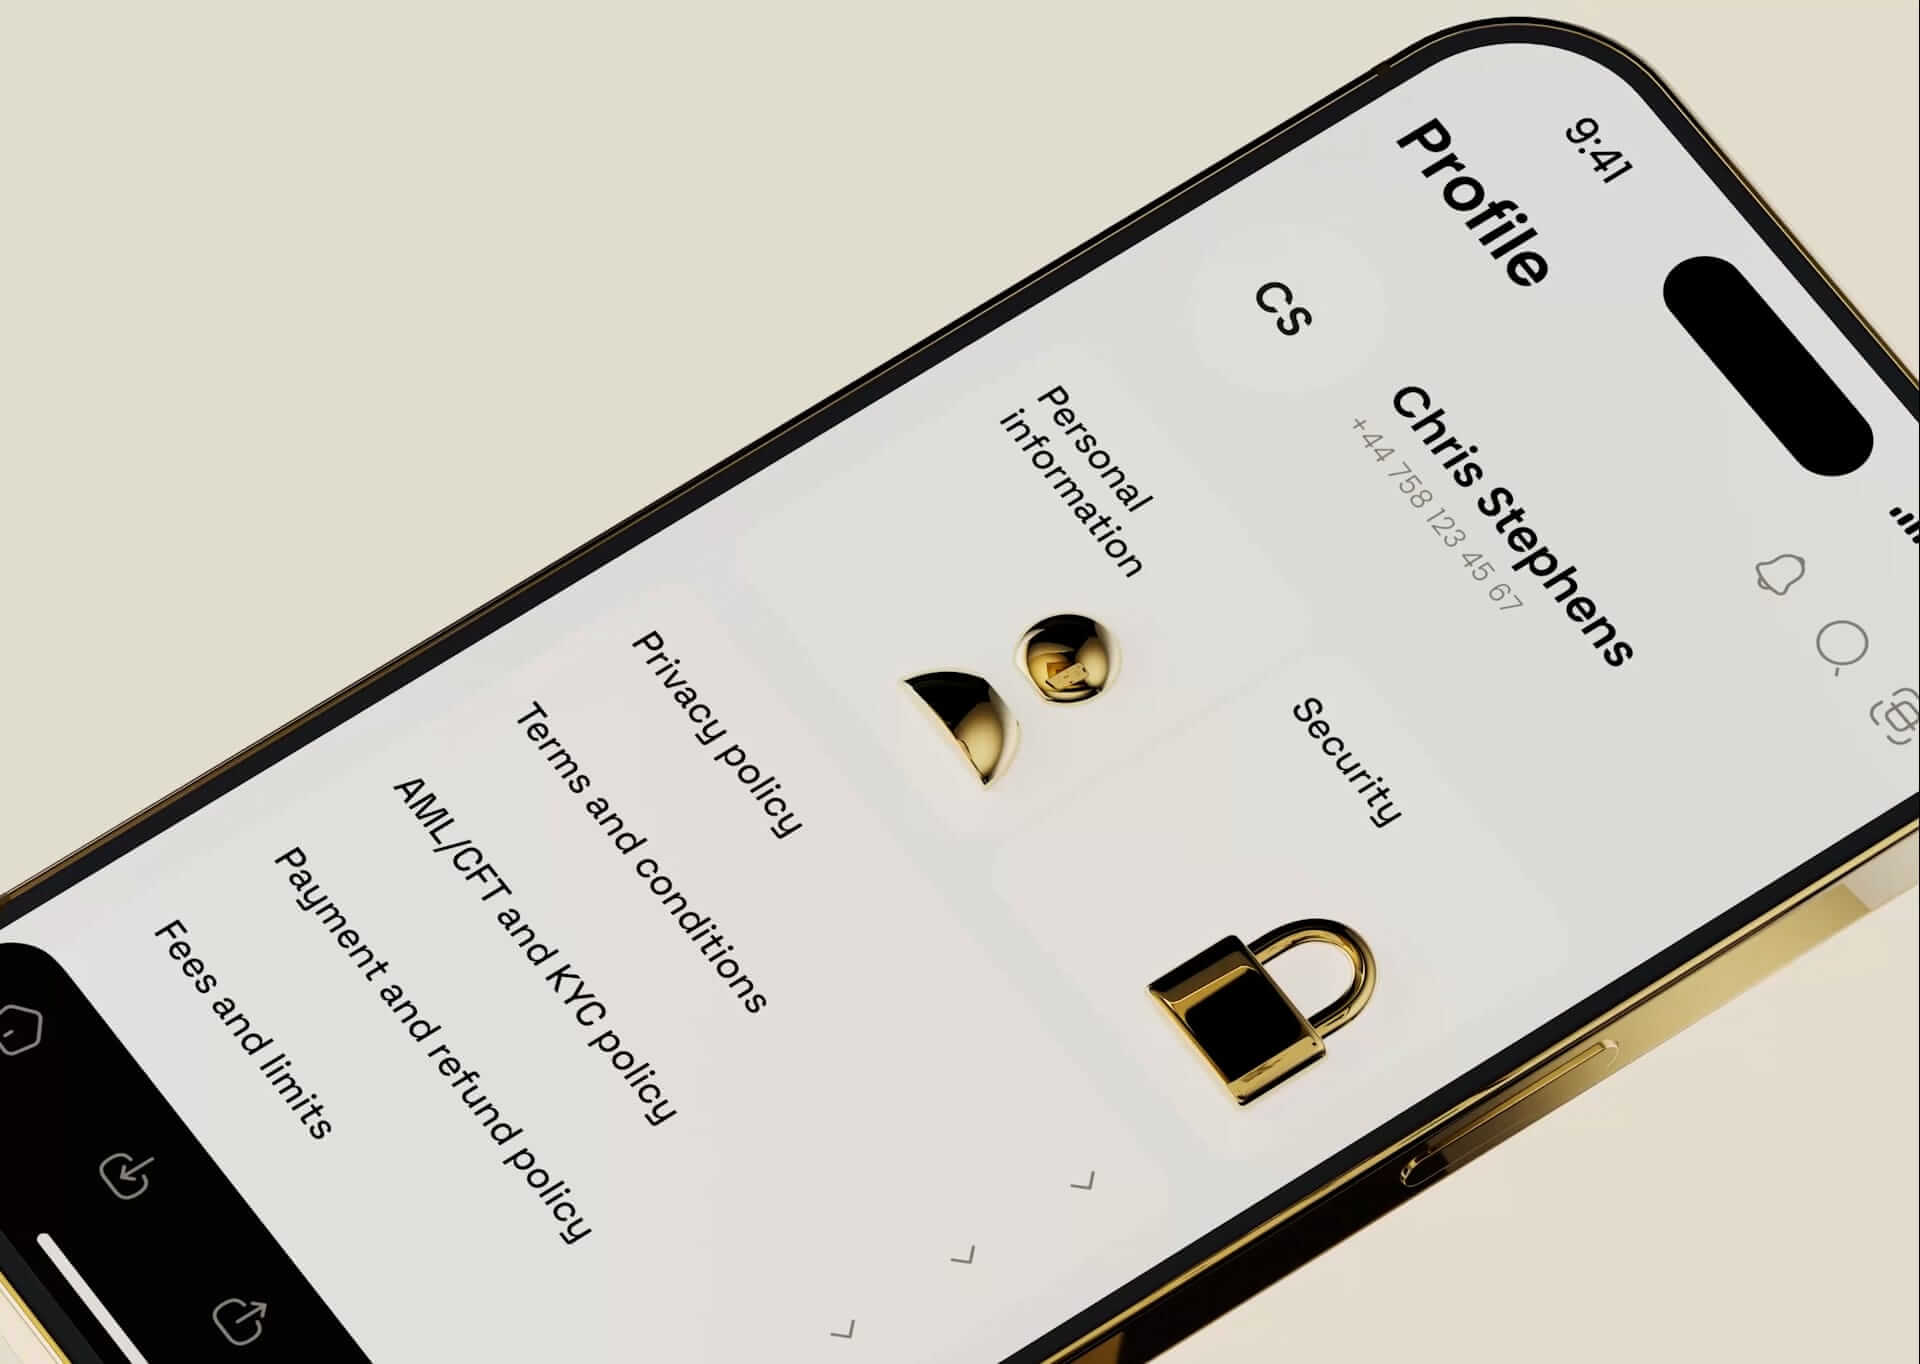 9:41
Profile
CS
Chris Stephens
+44 758 123 45 67
Personal
information
Security
Privacy policy
Terms and conditions
AML/CFT and KYC policy
Payment and refund policy
Fees and limits